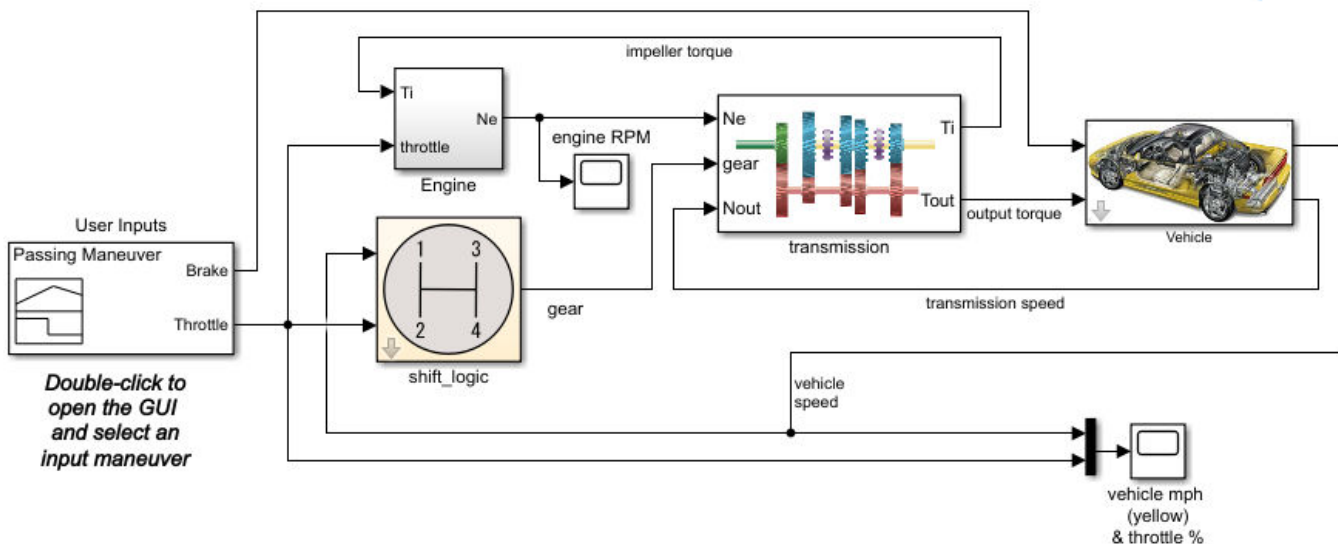 impeller torque
Ti
throttle
Ne
Engine
engine RPM
Ne
gear
Nout
Ti
Tout
transmission
output torque
Vehicle
transmission speed
User Inputs
Passing Maneuver
Brake
Throttle
Double-click to
open the GUI
and select an
input maneuver
1 3
2 4
shift_logic
gear
vehicle
speed
vehicle mph
(yellow)
& throttle %